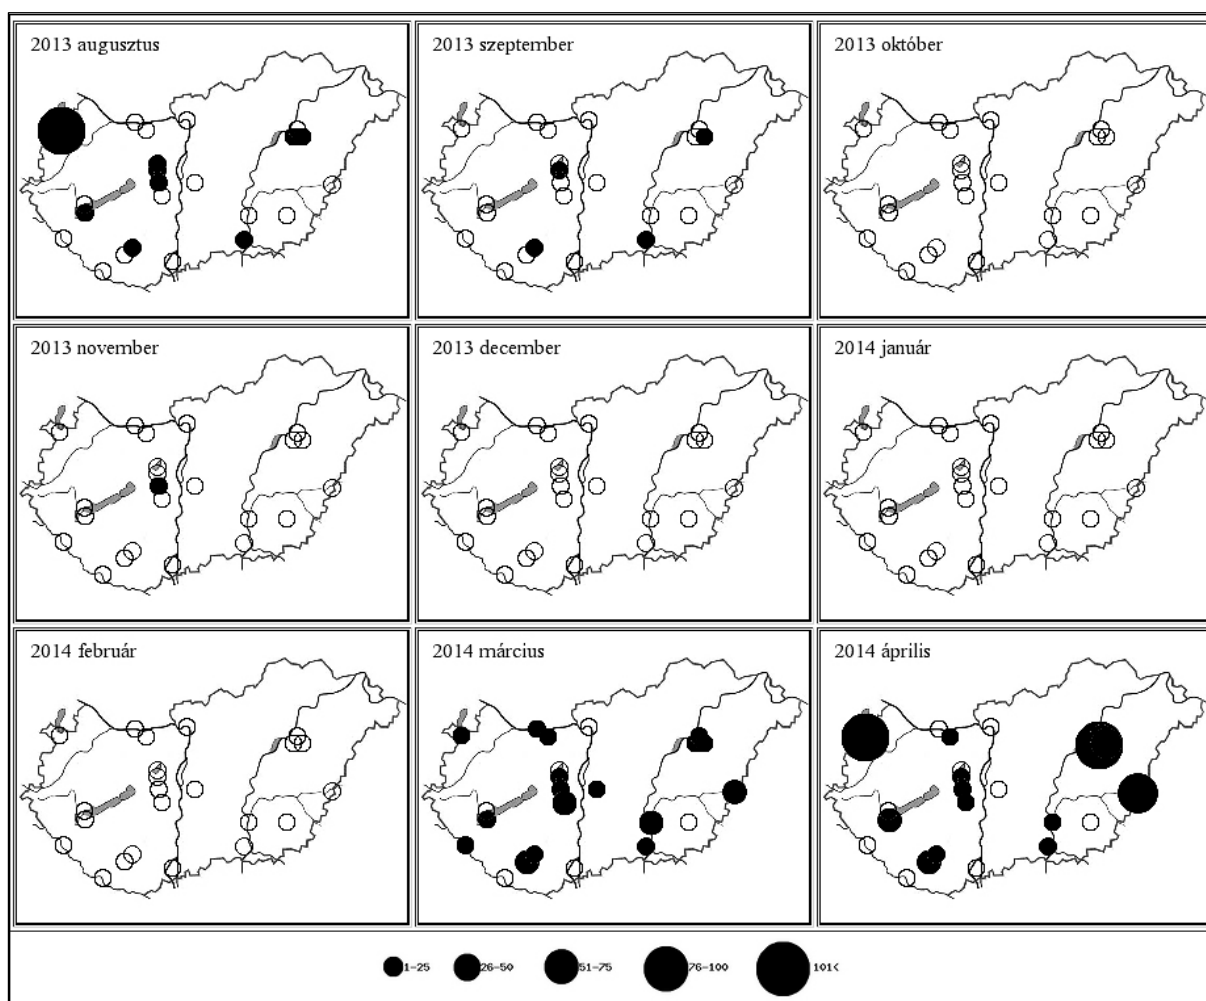 2013 augusztus
2013 szeptember
2013 október
2013 november
2013 december
2014 január
2014 február
2014 március
2014 április
1-25 26-50 51-75 76-100 101<